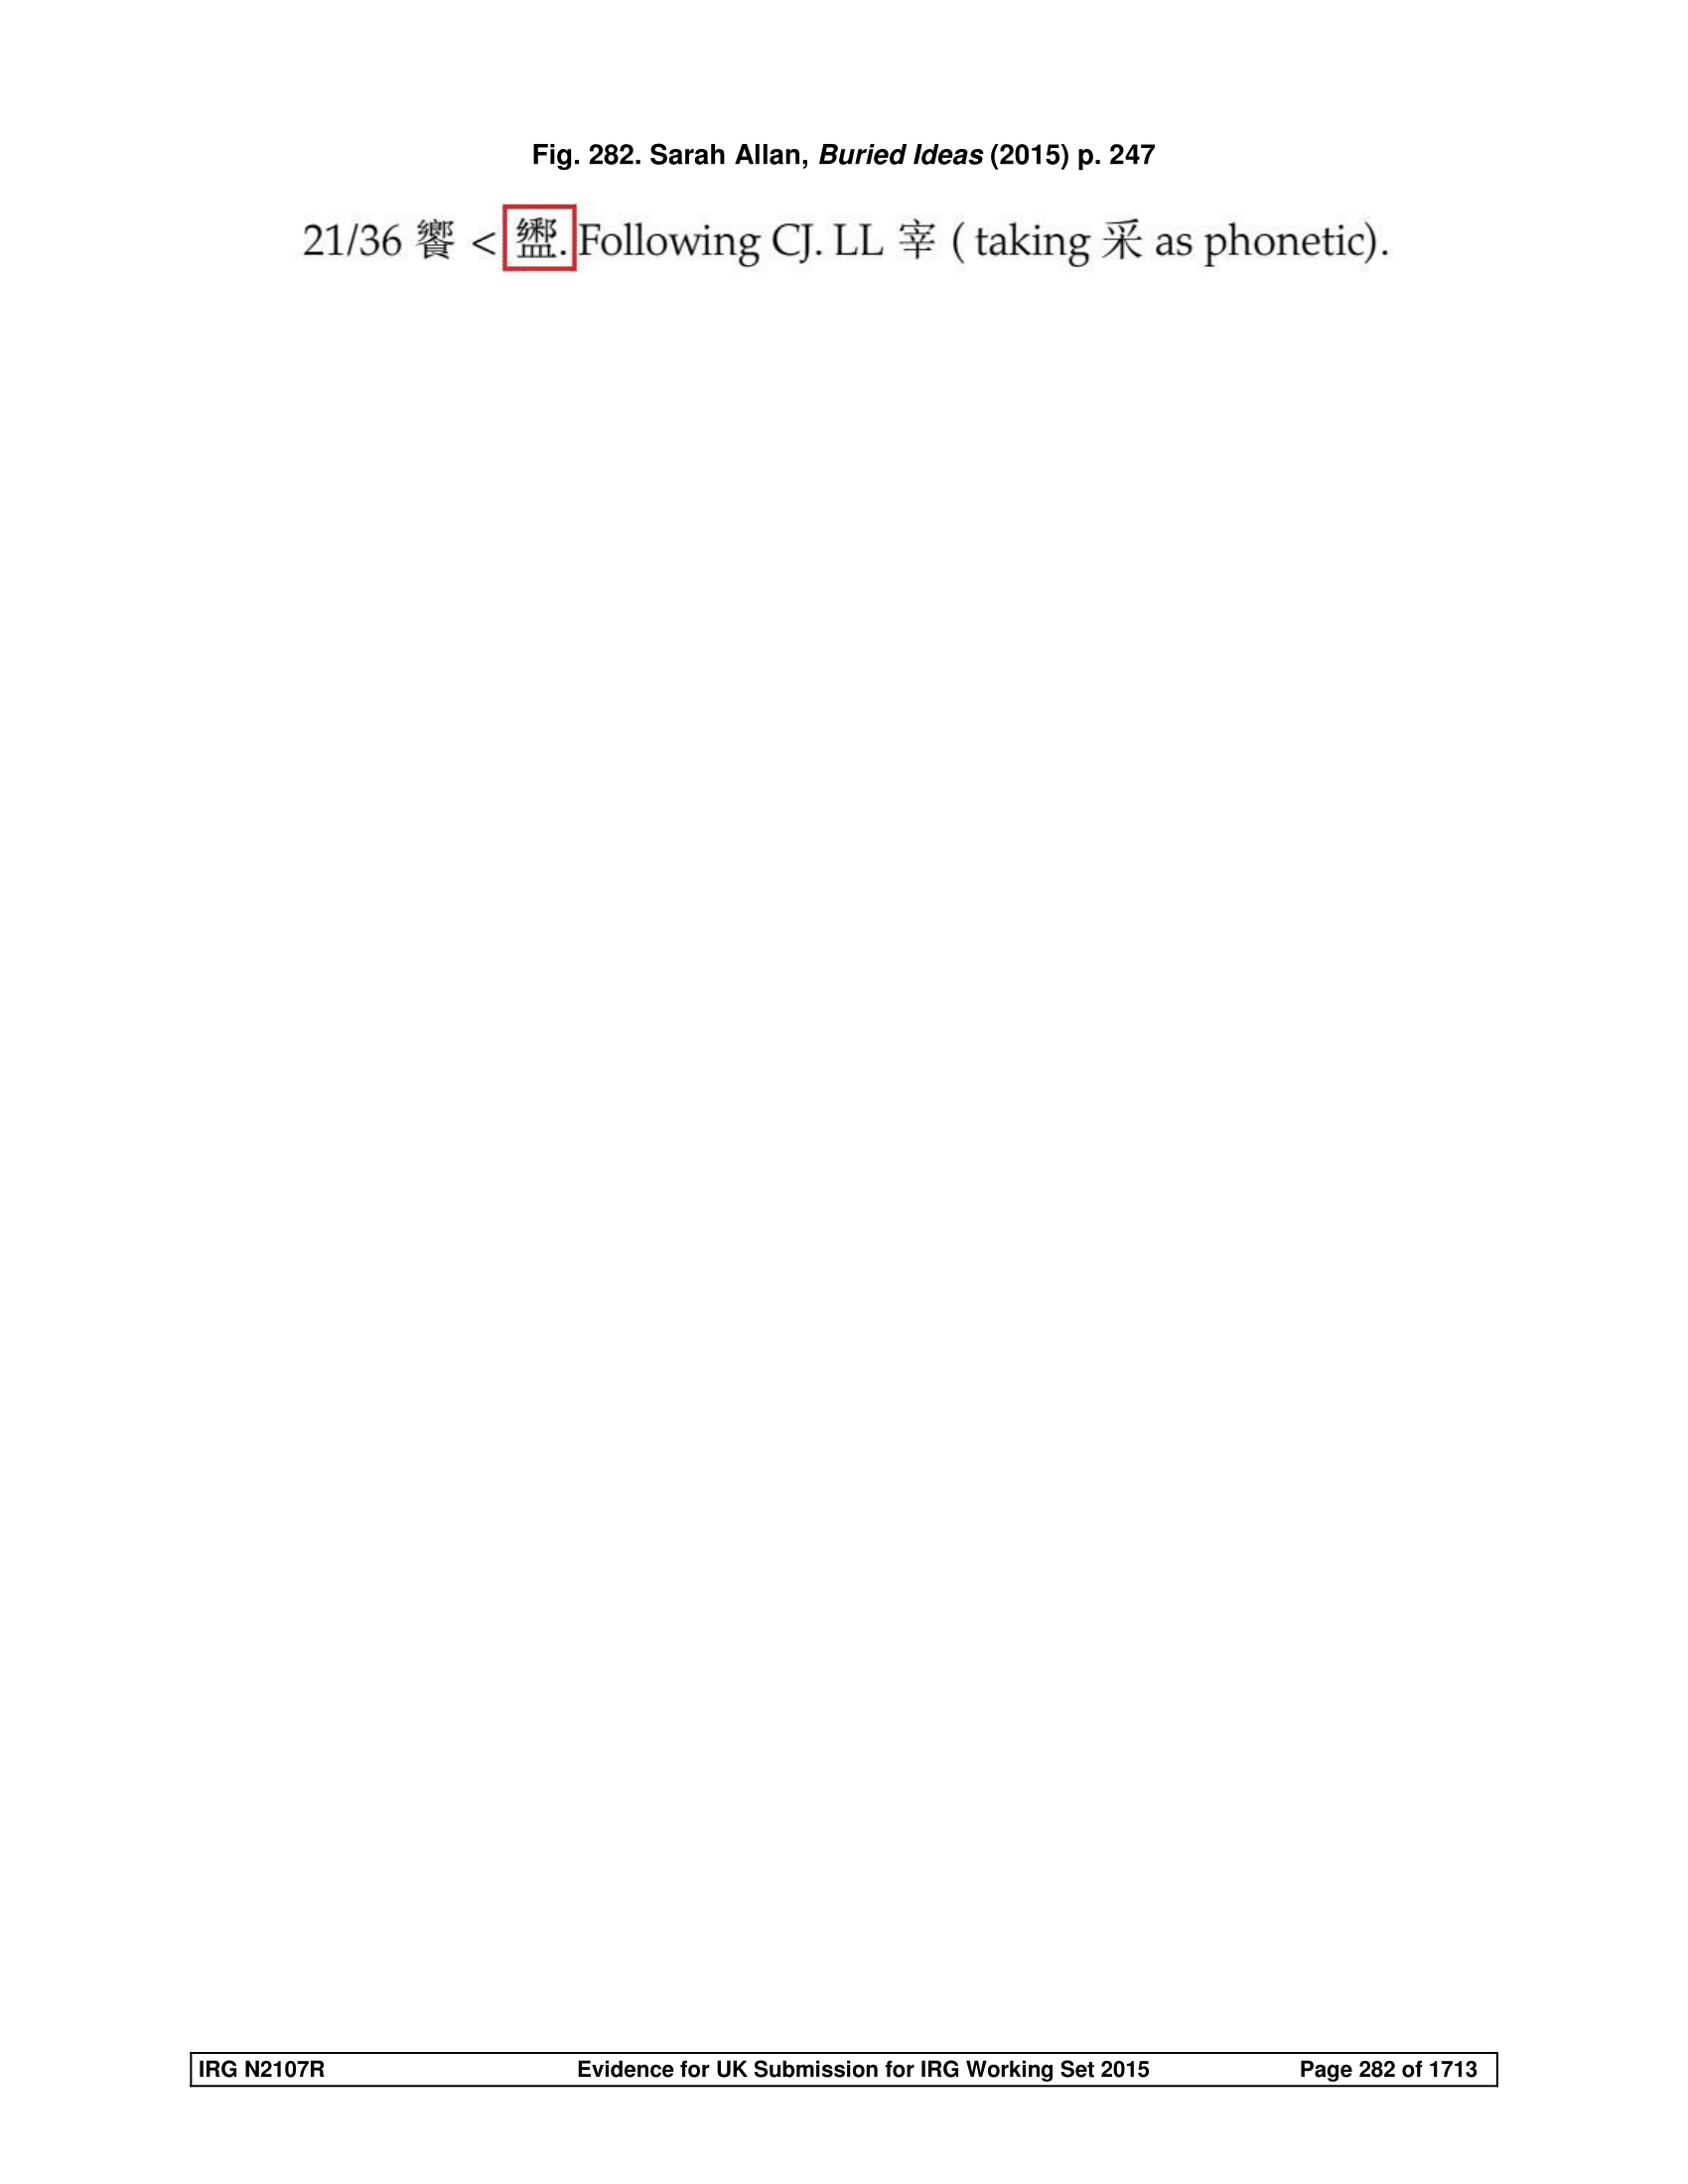 Fig. 282. Sarah Allan, Buried Ideas (2015) p. 247
21/36 饗 < . Following CJ. LL 宰 ( taking 采 as phonetic).
IRG N2107R Evidence for UK Submission for IRG Working Set 2015 Page 282 of 1713